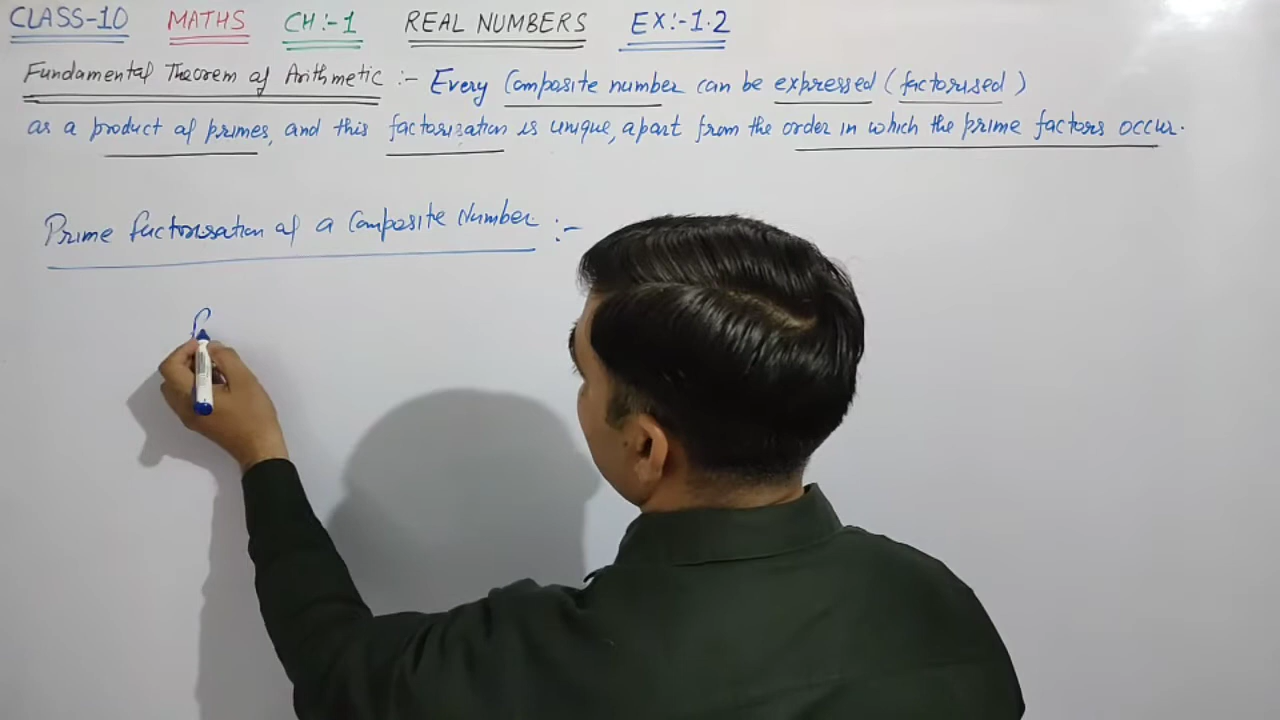 CLASS-10 MATHS CH:-1 REAL NUMBERS EX:-1.2
Fundamental Theorem of Arithmetic :- Every Composite number can be expressed (factorised)
as a product of primes, and this factorisation is unique, apart from the order in which the prime factors occur.
Prime factorisation of a Composite Number :-